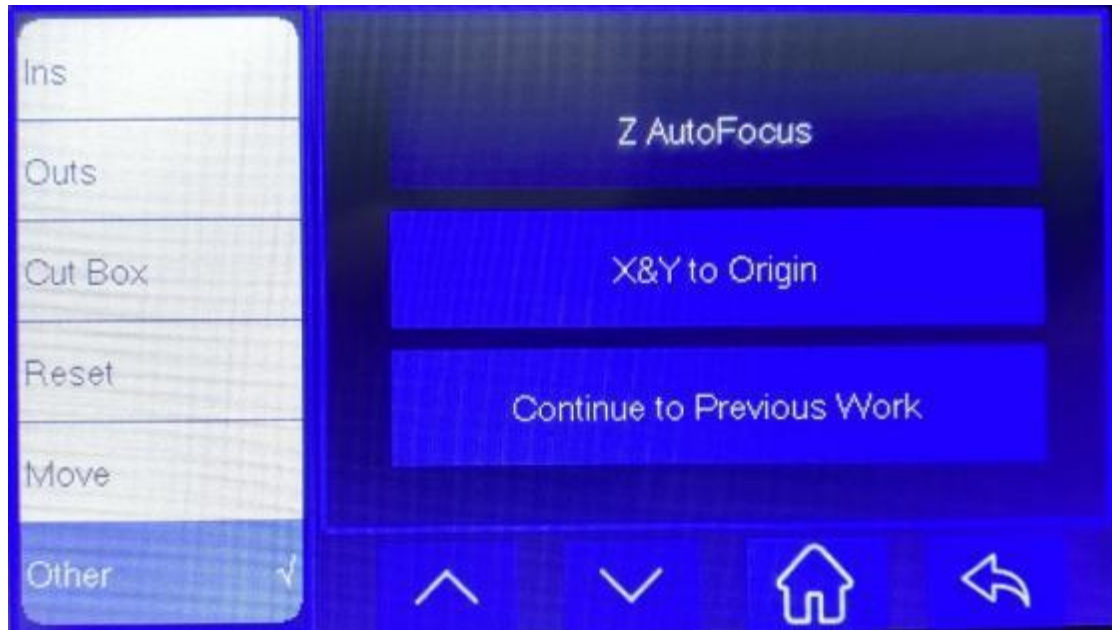 Ins
Outs
Cut Box
Reset
Move
Other √
Z AutoFocus
X&Y to Origin
Continue to Previous Work